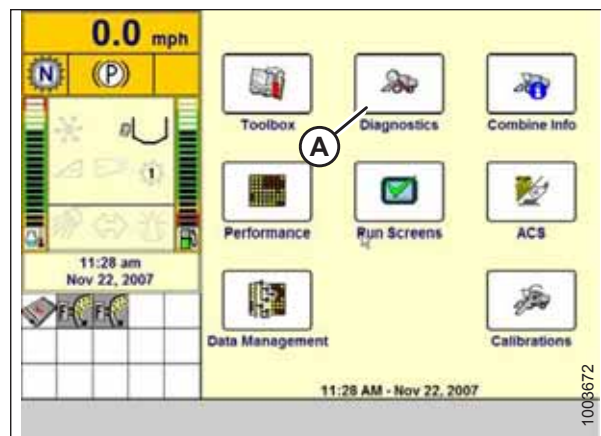 0.0 mph
N
(P)
1
11:28 am
Nov 22, 2007
F
F
Toolbox
Diagnostics
Combine Info
A
Performance
Run Screens
ACS
Data Management
Calibrations
11:28 AM - Nov 22, 2007
1003672